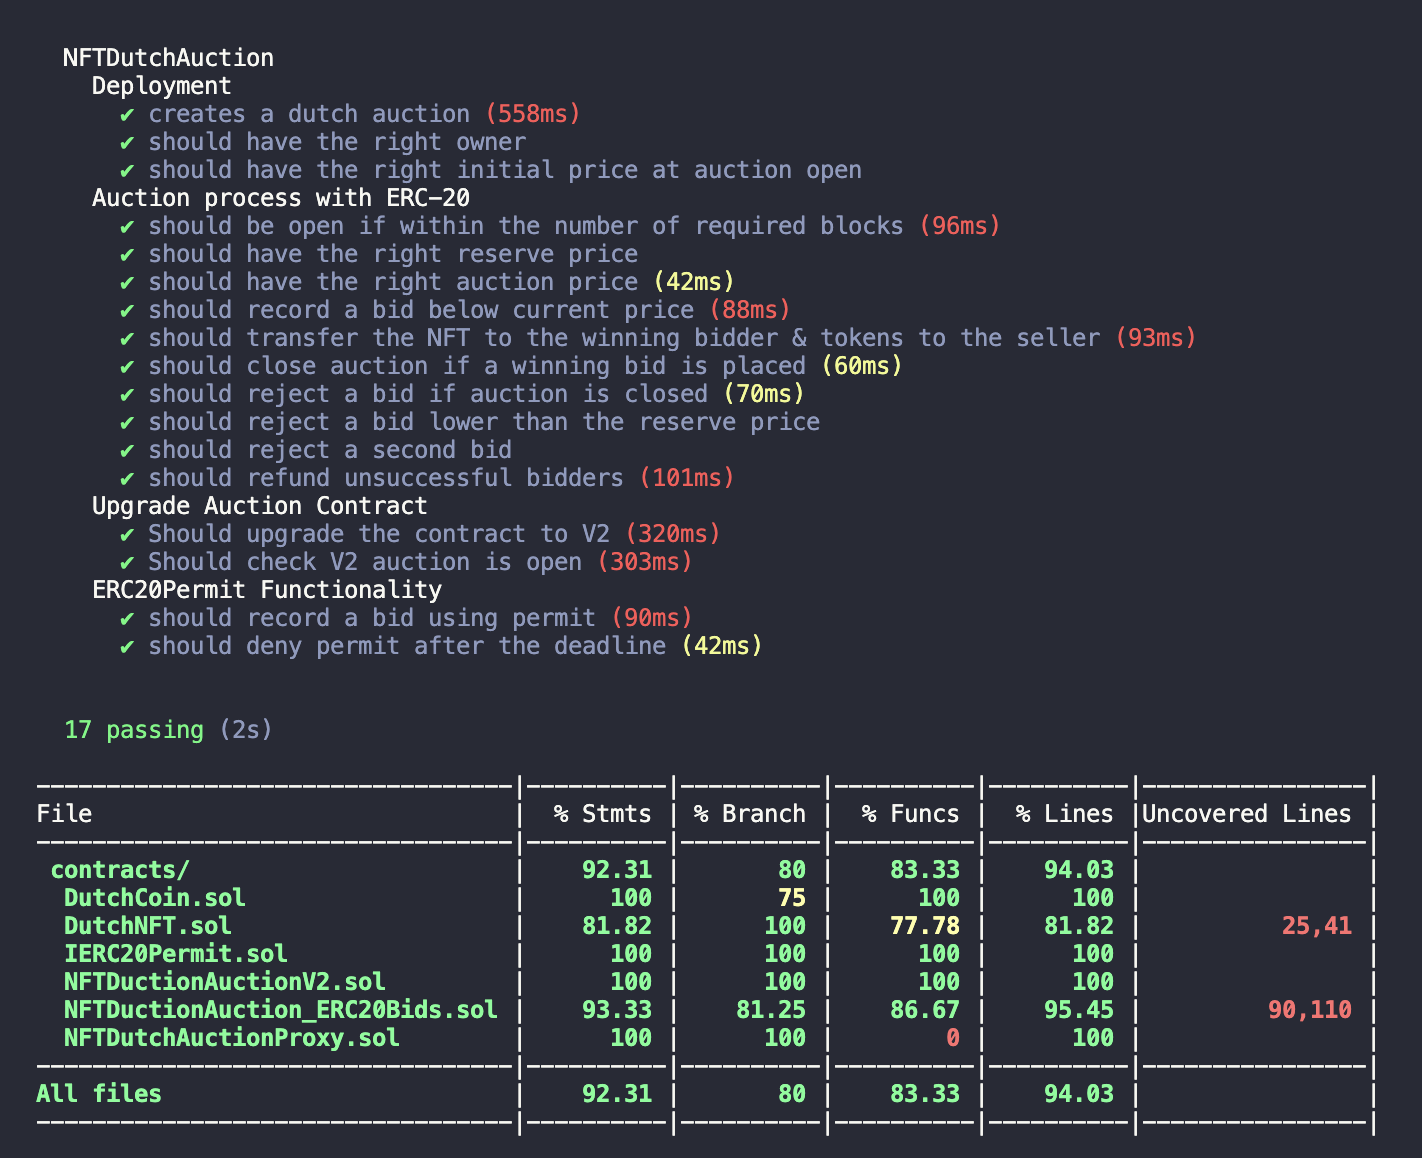 NFTDutchAuction
Deployment
✔ creates a dutch auction (558ms)
✔ should have the right owner
✔ should have the right initial price at auction open
Auction process with ERC-20
✔ should be open if within the number of required blocks (96ms)
✔ should have the right reserve price
✔ should have the right auction price (42ms)
✔ should record a bid below current price (88ms)
✔ should transfer the NFT to the winning bidder & tokens to the seller (93ms)
✔ should close auction if a winning bid is placed (60ms)
✔ should reject a bid if auction is closed (70ms)
✔ should reject a bid lower than the reserve price
✔ should reject a second bid
✔ should refund unsuccessful bidders (101ms)
Upgrade Auction Contract
✔ Should upgrade the contract to V2 (320ms)
✔ Should check V2 auction is open (303ms)
ERC20Permit Functionality
✔ should record a bid using permit (90ms)
✔ should deny permit after the deadline (42ms)
17 passing (2s)
File | % Stmts | % Branch | % Funcs | % Lines |Uncovered Lines |
contracts/ | 92.31 | 80 | 83.33 | 94.03 | |
DutchCoin.sol | 100 | 75 | 100 | 100 | |
DutchNFT.sol | 81.82 | 100 | 77.78 | 81.82 | 25,41 |
IERC20Permit.sol | 100 | 100 | 100 | 100 | |
NFTDuctionAuctionV2.sol | 100 | 100 | 100 | 100 | |
NFTDuctionAuction_ERC20Bids.sol | 93.33 | 81.25 | 86.67 | 95.45 | 90,110 |
NFTDutchAuctionProxy.sol | 100 | 100 | 0 | 100 | |
All files | 92.31 | 80 | 83.33 | 94.03 | |